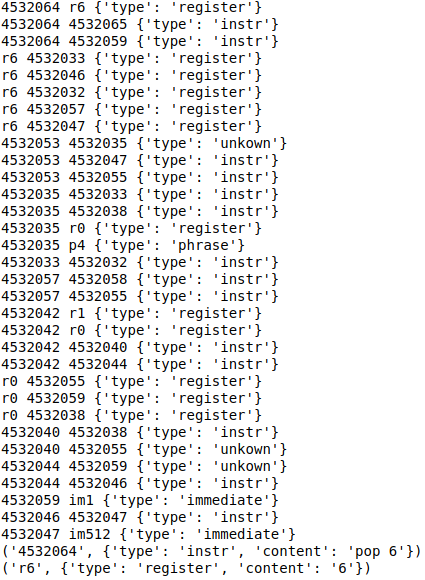 4532064 r6 {'type': 'register'}
4532064 4532065 {'type': 'instr'}
4532064 4532059 {'type': 'instr'}
r6 4532033 {'type': 'register'}
r6 4532046 {'type': 'register'}
r6 4532032 {'type': 'register'}
r6 4532057 {'type': 'register'}
r6 4532047 {'type': 'register'}
4532053 4532035 {'type': 'unkown'}
4532053 4532047 {'type': 'instr'}
4532053 4532055 {'type': 'instr'}
4532035 4532033 {'type': 'instr'}
4532035 4532038 {'type': 'instr'}
4532035 r0 {'type': 'register'}
4532035 p4 {'type': 'phrase'}
4532033 4532032 {'type': 'instr'}
4532057 4532058 {'type': 'instr'}
4532057 4532055 {'type': 'instr'}
4532042 r1 {'type': 'register'}
4532042 r0 {'type': 'register'}
4532042 4532040 {'type': 'instr'}
4532042 4532044 {'type': 'instr'}
r0 4532055 {'type': 'register'}
r0 4532059 {'type': 'register'}
r0 4532038 {'type': 'register'}
4532040 4532038 {'type': 'instr'}
4532040 4532055 {'type': 'unkown'}
4532044 4532059 {'type': 'unkown'}
4532044 4532046 {'type': 'instr'}
4532059 im1 {'type': 'immediate'}
4532046 4532047 {'type': 'instr'}
4532047 im512 {'type': 'immediate'}
('4532064', {'type': 'instr', 'content': 'pop 6'})
('r6', {'type': 'register', 'content': '6'})